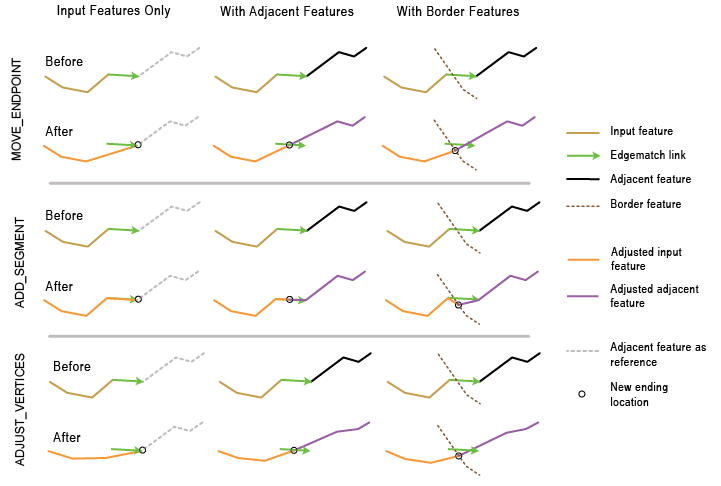 Input Features Only
With Adjacent Features
With Border Features
MOVE_ENDPOINT
Before
After
ADD_SEGMENT
Before
After
ADJUST_VERTICES
Before
After
Input feature
Edgematch link
Adjacent feature
Border feature
Adjusted input
feature
Adjusted adjacent
feature
Adjacent feature as
reference
New ending
location